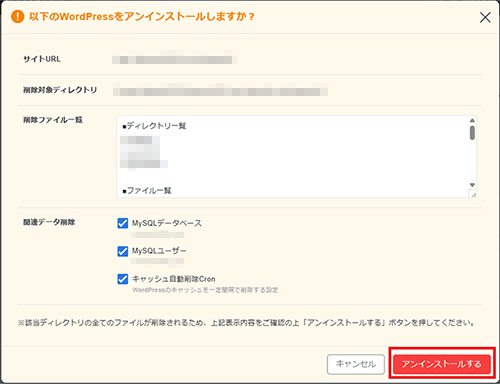 以下のWordPressをアンインストールしますか？
サイトURL
削除対象ディレクトリ
削除ファイル一覧
■ディレクトリ一覧
■ファイル一覧
関連データ削除
MySQLデータベース
MySQLユーザー
キャッシュ自動削除Cron
WordPressのキャッシュを一定間隔で削除する設定
※該当ディレクトリの全てのファイルが削除されるため、上記表示内容をご確認の上「アンインストールする」ボタンを押してください。
キャンセル
アンインストールする